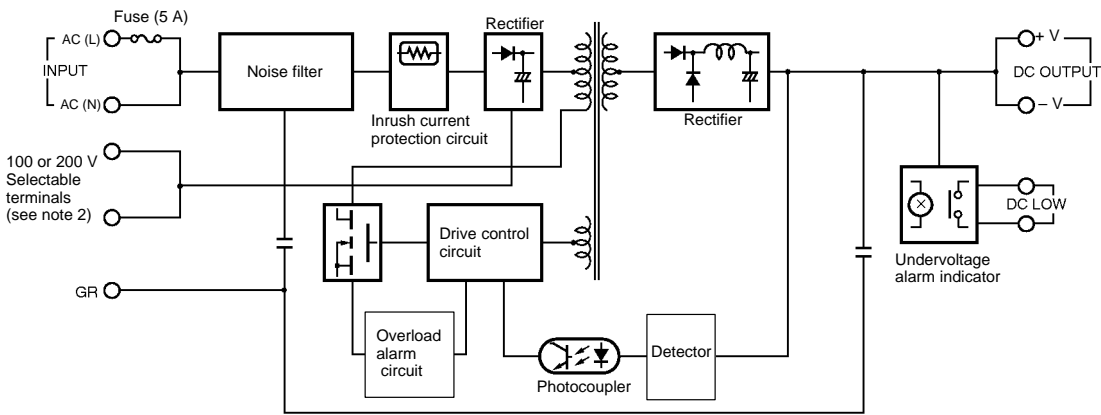 Fuse (5 A)
AC (L)
INPUT
AC (N)
Noise filter
Inrush current
protection circuit
Rectifier
Rectifier
+ V
DC OUTPUT
– V
100 or 200 V
Selectable
terminals
(see note 2)
Drive control
circuit
DC LOW
Undervoltage
alarm indicator
GR
Overload
alarm
circuit
Photocoupler
Detector